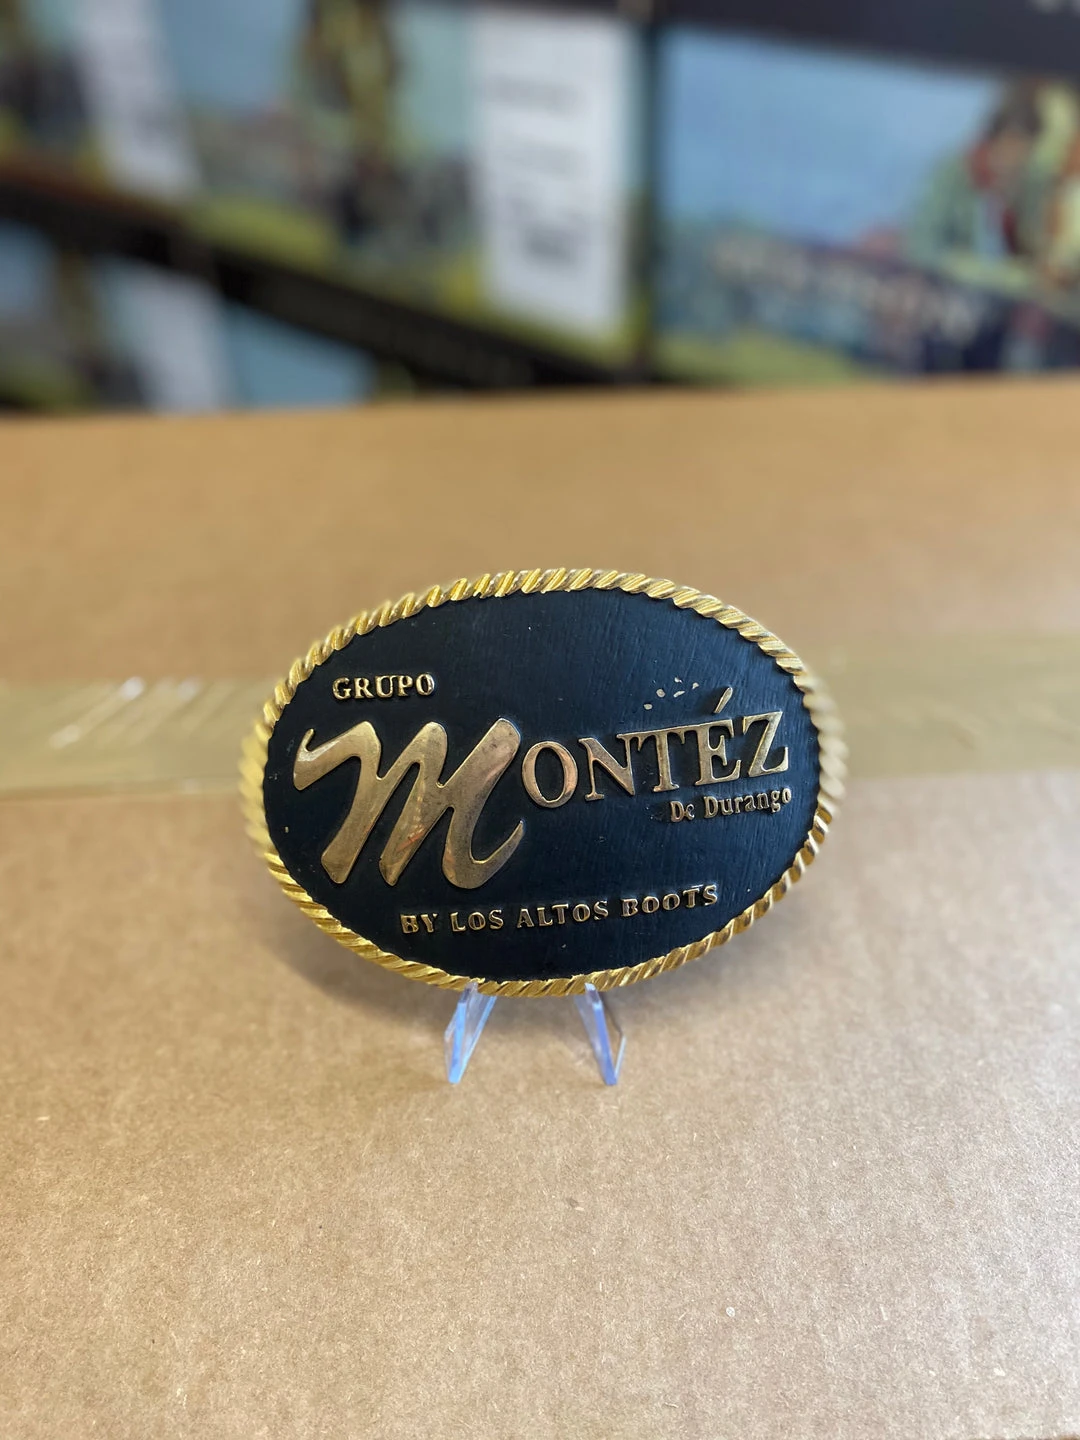 GRUPO
MONTÉZ
De Durango
BY LOS ALTOS BOOTS